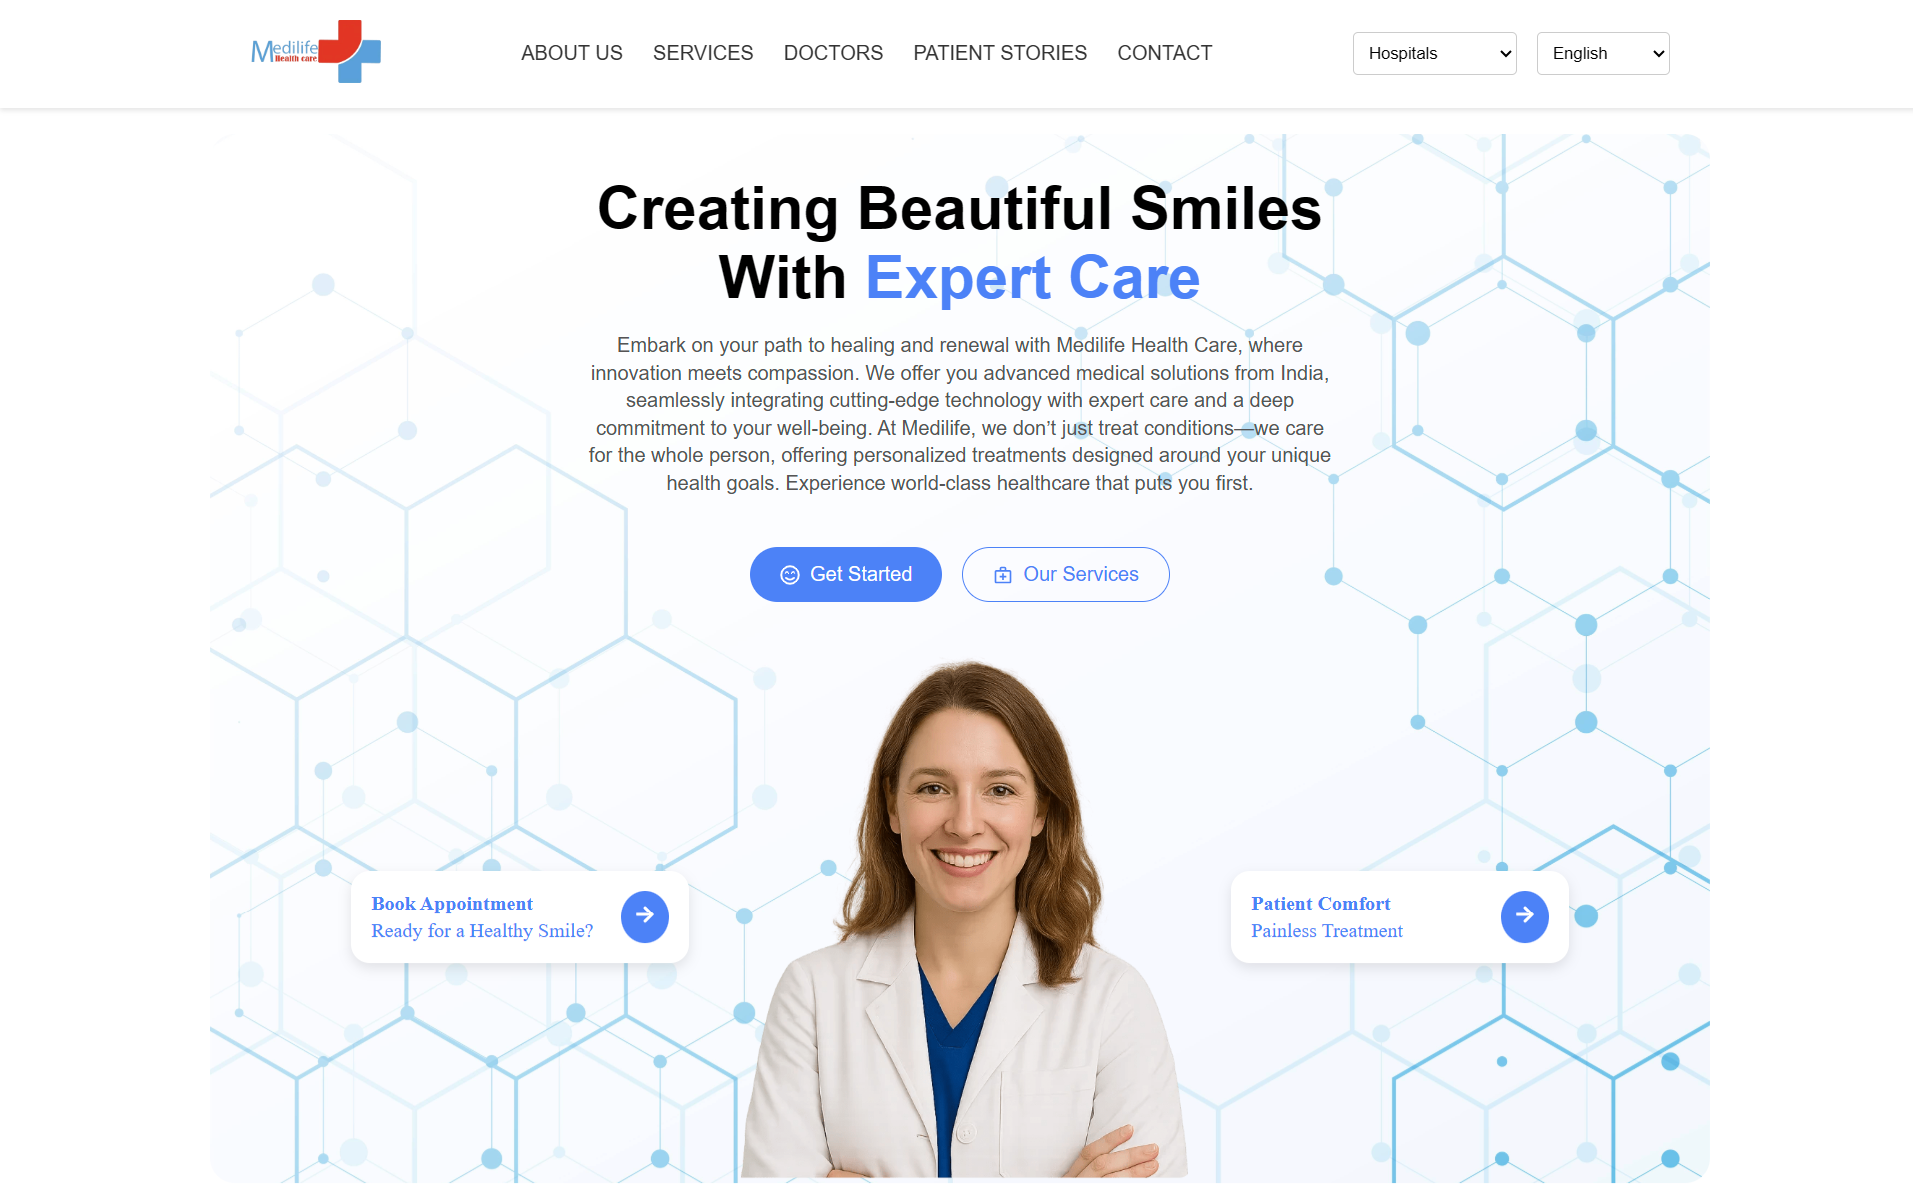 Medilife
Health care
ABOUT US
SERVICES
DOCTORS
PATIENT STORIES
CONTACT
Hospitals
English
Creating Beautiful Smiles
With Expert Care
Embark on your path to healing and renewal with Medilife Health Care, where
innovation meets compassion. We offer you advanced medical solutions from India,
seamlessly integrating cutting-edge technology with expert care and a deep
commitment to your well-being. At Medilife, we don’t just treat conditions—we care
for the whole person, offering personalized treatments designed around your unique
health goals. Experience world-class healthcare that puts you first.
Get Started
Our Services
Book Appointment
Ready for a Healthy Smile?
Patient Comfort
Painless Treatment